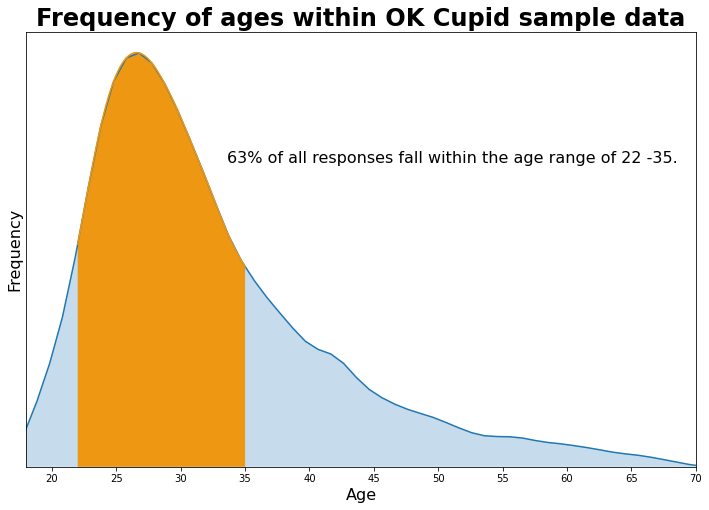 Frequency of ages within OK Cupid sample data
63% of all responses fall within the age range of 22 -35.
Frequency
20 25 30 35 40 45 50 55 60 65 70
Age